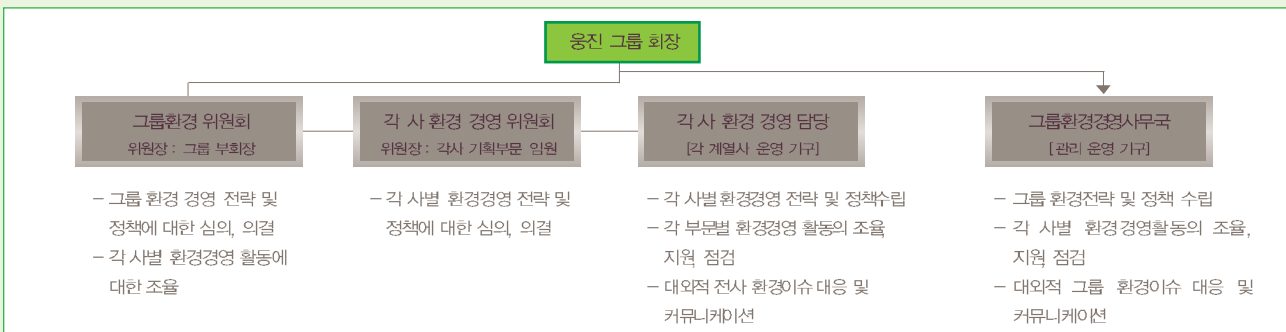 웅진 그룹 회장
그룹환경 위원회
위원장 : 그룹 부회장
– 그룹 환경 경영 전략 및
정책에 대한 심의, 의결
– 각 사별 환경경영 활동에
대한 조율
각 사 환경 경영 위원회
위원장 : 각사 기획부문 임원
– 각 사별 환경경영 전략 및
정책에 대한 심의, 의결
각 사 환경 경영 담당
[각 계열사 운영 기구]
– 각 사별 환경경영 전략 및 정책수립
– 각 부문별 환경경영 활동의 조율,
지원, 점검
– 대외적 전사 환경이슈 대응 및
커뮤니케이션
그룹환경경영사무국
[관리 운영 기구]
– 그룹 환경전략 및 정책 수립
– 각 사별 환경경영활동의 조율,
지원, 점검
– 대외적 그룹 환경이슈 대응 및
커뮤니케이션